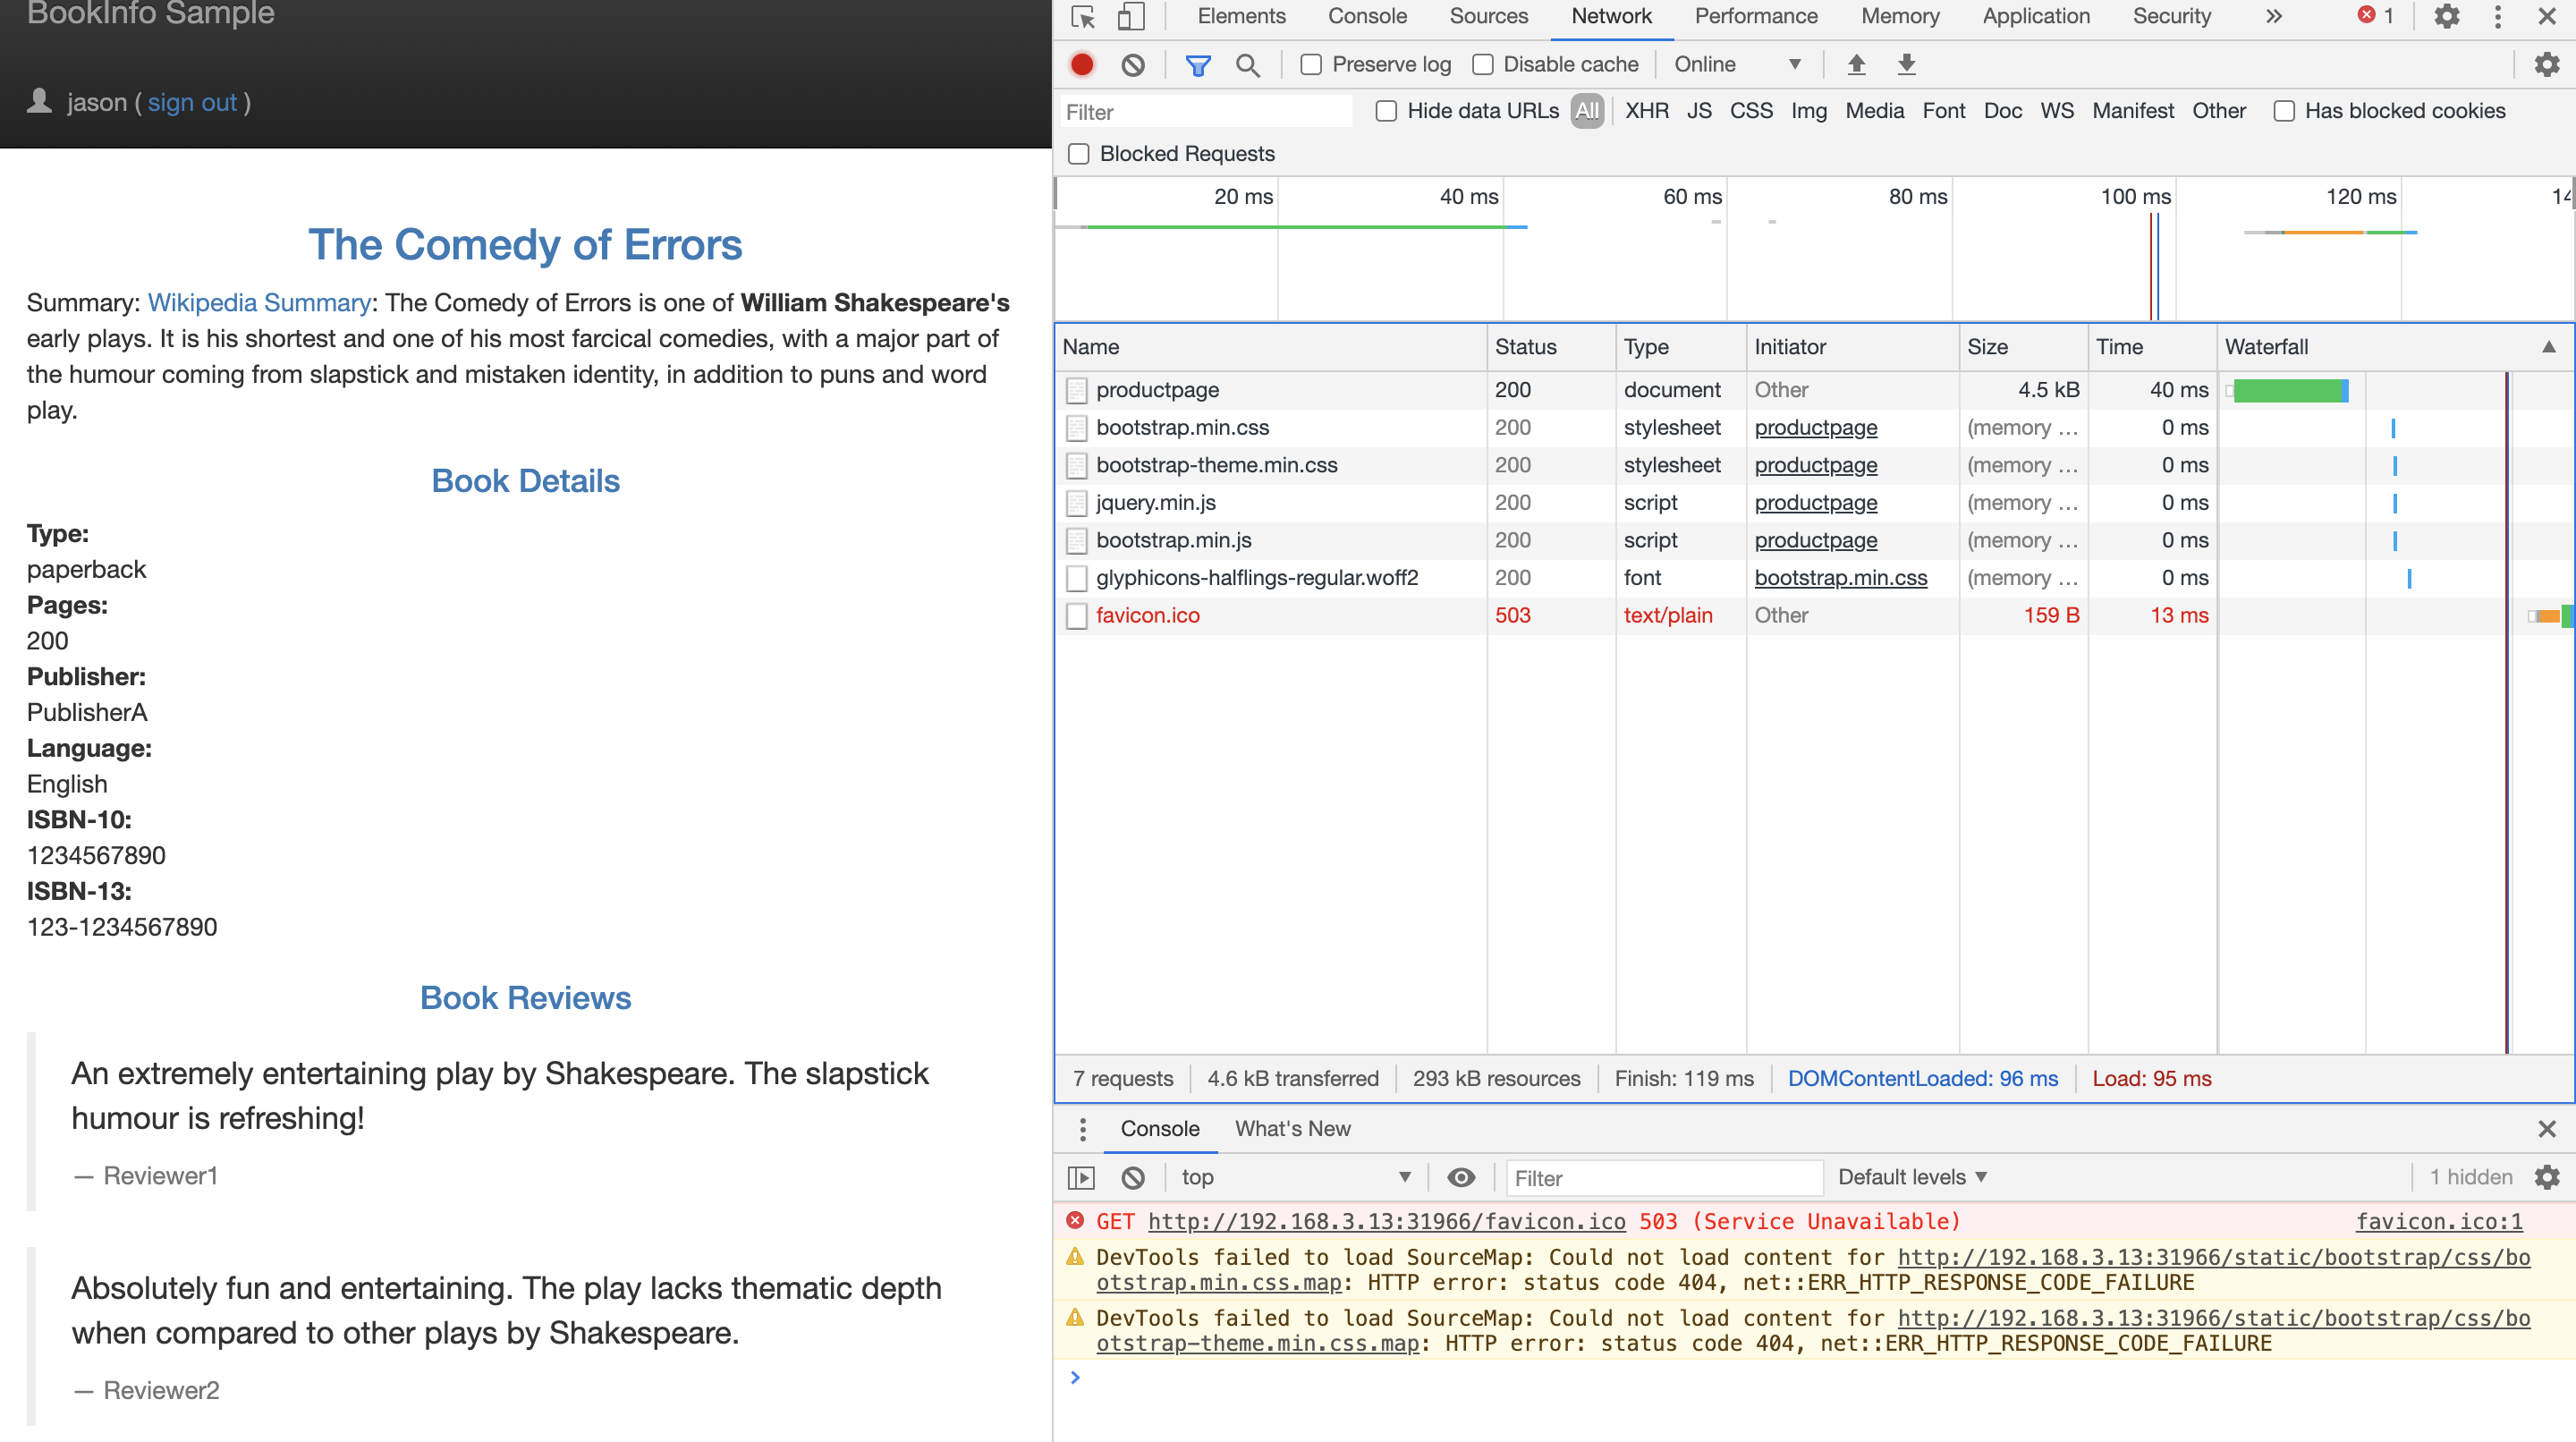 BookInfo Sample
jason ( sign out )
The Comedy of Errors
Summary: Wikipedia Summary: The Comedy of Errors is one of William Shakespeare's
early plays. It is his shortest and one of his most farcical comedies, with a major part of
the humour coming from slapstick and mistaken identity, in addition to puns and word
play.
Book Details
Type:
paperback
Pages:
200
Publisher:
PublisherA
Language:
English
ISBN-10:
1234567890
ISBN-13:
123-1234567890
Book Reviews
An extremely entertaining play by Shakespeare. The slapstick
humour is refreshing!
— Reviewer1
Absolutely fun and entertaining. The play lacks thematic depth
when compared to other plays by Shakespeare.
— Reviewer2
Elements Console Sources Network Performance Memory Application Security » 1
Preserve log Disable cache Online
Filter Hide data URLs All XHR JS CSS Img Media Font Doc WS Manifest Other Has blocked cookies
Blocked Requests
20 ms 40 ms 60 ms 80 ms 100 ms 120 ms 14
Name Status Type Initiator Size Time Waterfall
productpage 200 document Other 4.5 kB 40 ms
bootstrap.min.css 200 stylesheet productpage (memory … 0 ms
bootstrap-theme.min.css 200 stylesheet productpage (memory … 0 ms
jquery.min.js 200 script productpage (memory … 0 ms
bootstrap.min.js 200 script productpage (memory … 0 ms
glyphicons-halflings-regular.woff2 200 font bootstrap.min.css (memory … 0 ms
favicon.ico 503 text/plain Other 159 B 13 ms
7 requests 4.6 kB transferred 293 kB resources Finish: 119 ms DOMContentLoaded: 96 ms Load: 95 ms
Console What's New
top Filter Default levels 1 hidden
GET http://192.168.3.13:31966/favicon.ico 503 (Service Unavailable) favicon.ico:1
DevTools failed to load SourceMap: Could not load content for http://192.168.3.13:31966/static/bootstrap/css/bo
otstrap.min.css.map: HTTP error: status code 404, net::ERR_HTTP_RESPONSE_CODE_FAILURE
DevTools failed to load SourceMap: Could not load content for http://192.168.3.13:31966/static/bootstrap/css/bo
otstrap-theme.min.css.map: HTTP error: status code 404, net::ERR_HTTP_RESPONSE_CODE_FAILURE